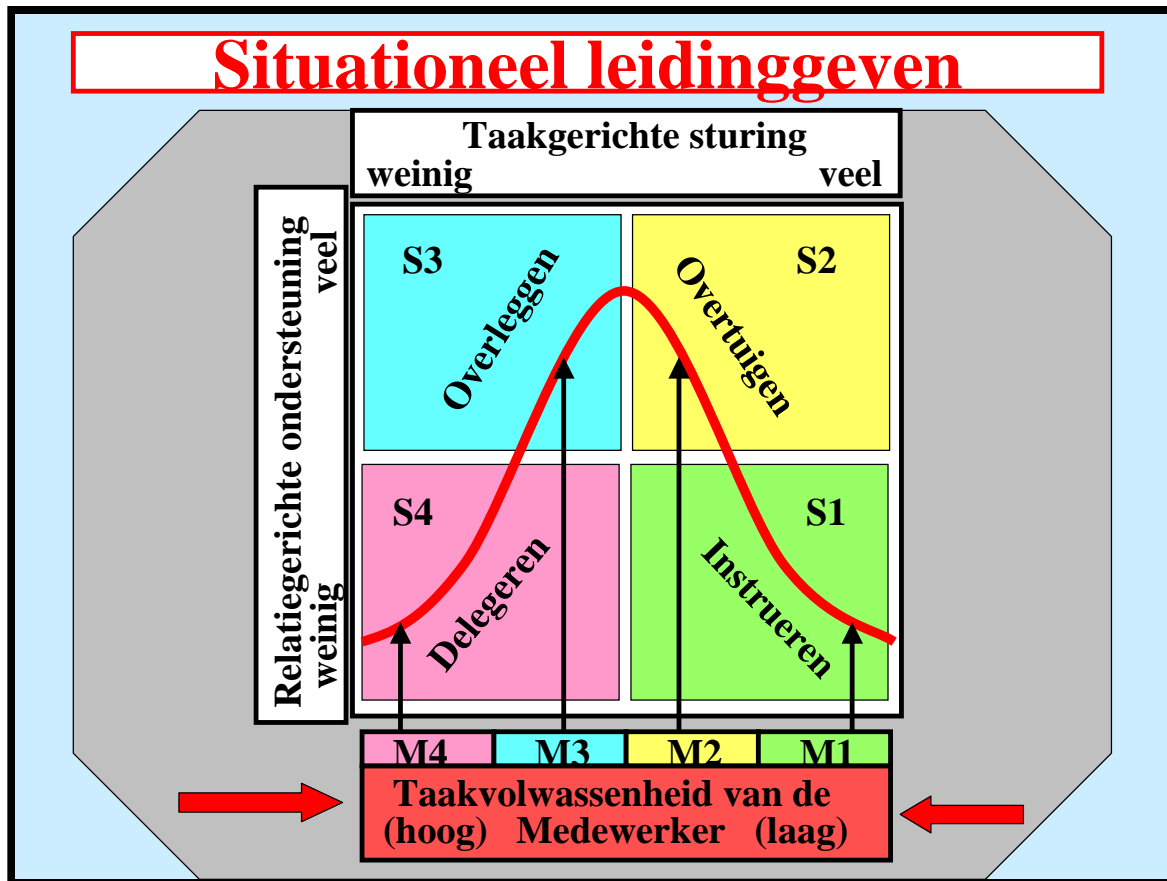 Situationeel leidinggeven
Taakgerichte sturing
weinig veel
Relatiegerichte ondersteuning
weinig veel
S3 S2
Overleggen Overtuigen
S4 S1
Delegeren Instrueren
M4 M3 M2 M1
Taakvolwassenheid van de
(hoog) Medewerker (laag)